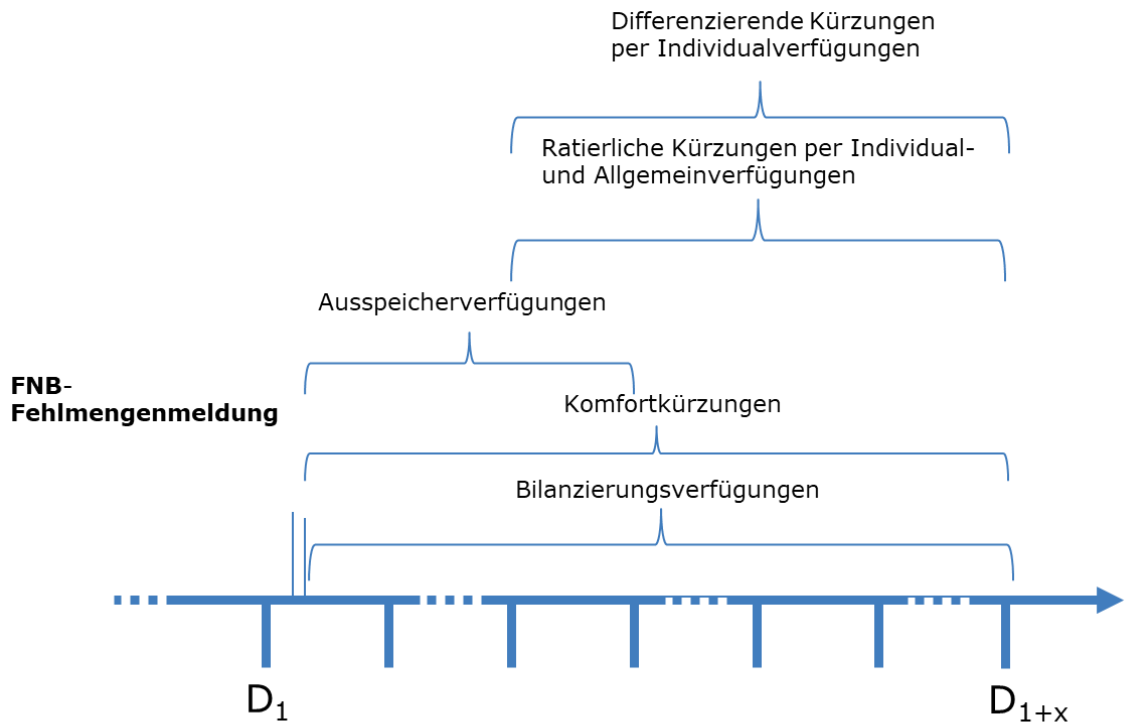 Differenzierende Kürzungen
per Individualverfügungen
Ratierliche Kürzungen per Individual-
und Allgemeinverfügungen
Ausspeicherverfügungen
FNB-
Fehlmengenmeldung
Komfortkürzungen
Bilanzierungsverfügungen
D1
D1+x